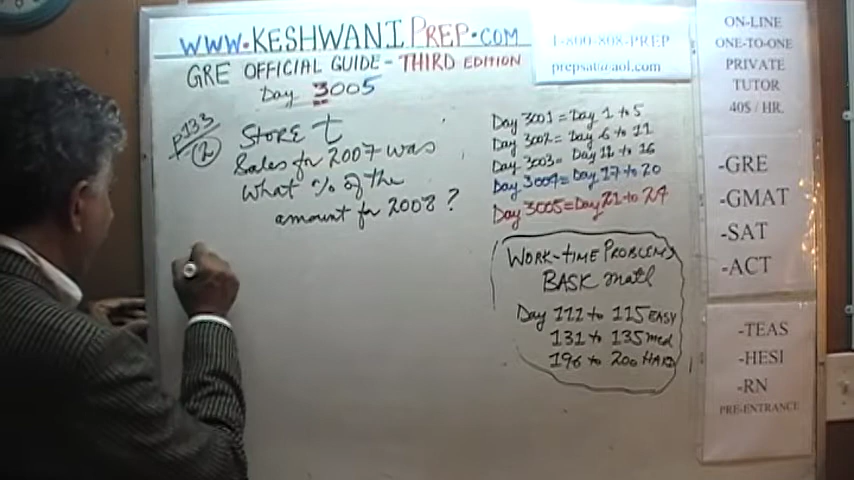 WWW.KESHWANIPREP.COM
GRE OFFICIAL GUIDE - THIRD EDITION
Day 3005
P133
2
STORE t
Sales for 2007 was
what % of the
amount for 2008 ?
1-800-808-PREP
prepsat@aol.com
Day 3001 = Day 1 to 5
Day 3002 = Day 6 to 11
Day 3003 = Day 12 to 16
Day 3004 = Day 17 to 20
Day 3005 = Day 21 to 24
WORK-TIME PROBLEMS
BASK math
Day 111 to 115 EASY
131 to 135 med
196 to 200 HARD
ON-LINE
ONE-TO-ONE
PRIVATE
TUTOR
40$ / HR.
-GRE
-GMAT
-SAT
-ACT
-TEAS
-HESI
-RN
PRE-ENTRANCE